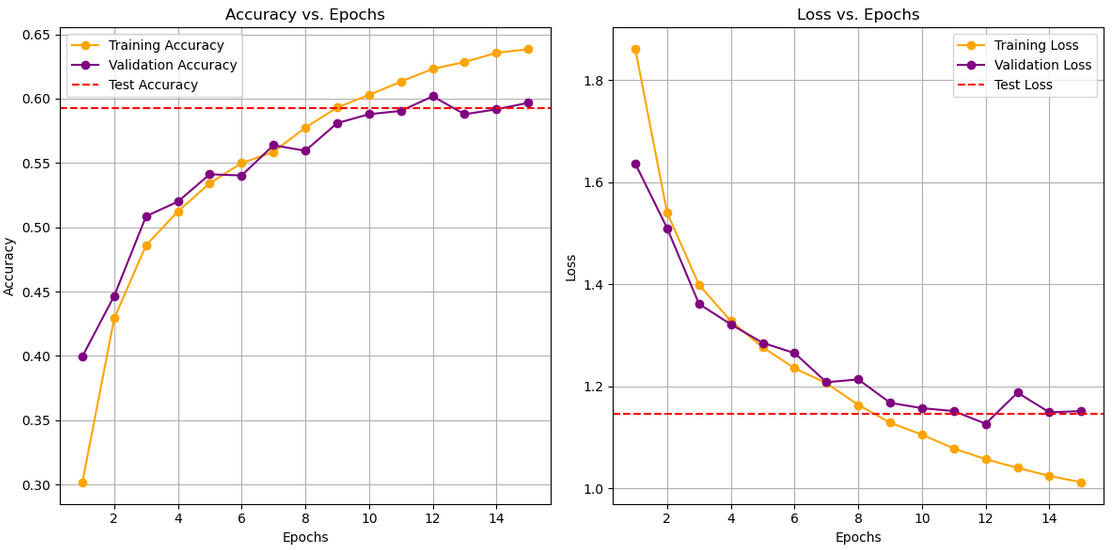 Accuracy vs. Epochs
Training Accuracy
Validation Accuracy
Test Accuracy
0.65
0.60
0.55
0.50
0.45
0.40
0.35
0.30
Accuracy
2 4 6 8 10 12 14
Epochs
Loss vs. Epochs
Training Loss
Validation Loss
Test Loss
1.8
1.6
1.4
1.2
1.0
Loss
2 4 6 8 10 12 14
Epochs